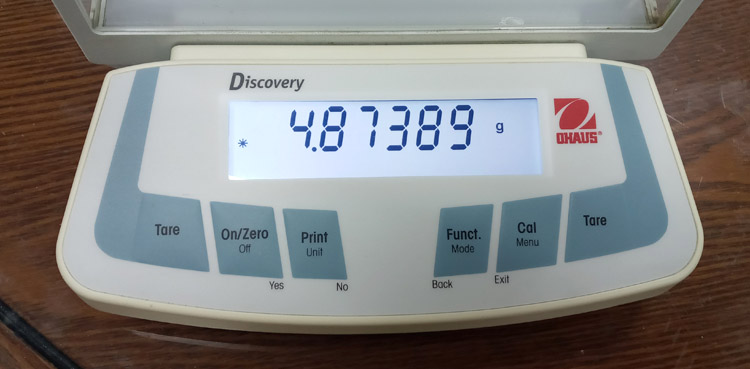 Discovery
* 4.87389 g
OHAUS®
Tare
On/Zero
Off
Print
Unit
Funct.
Mode
Cal
Menu
Tare
Yes
No
Back
Exit